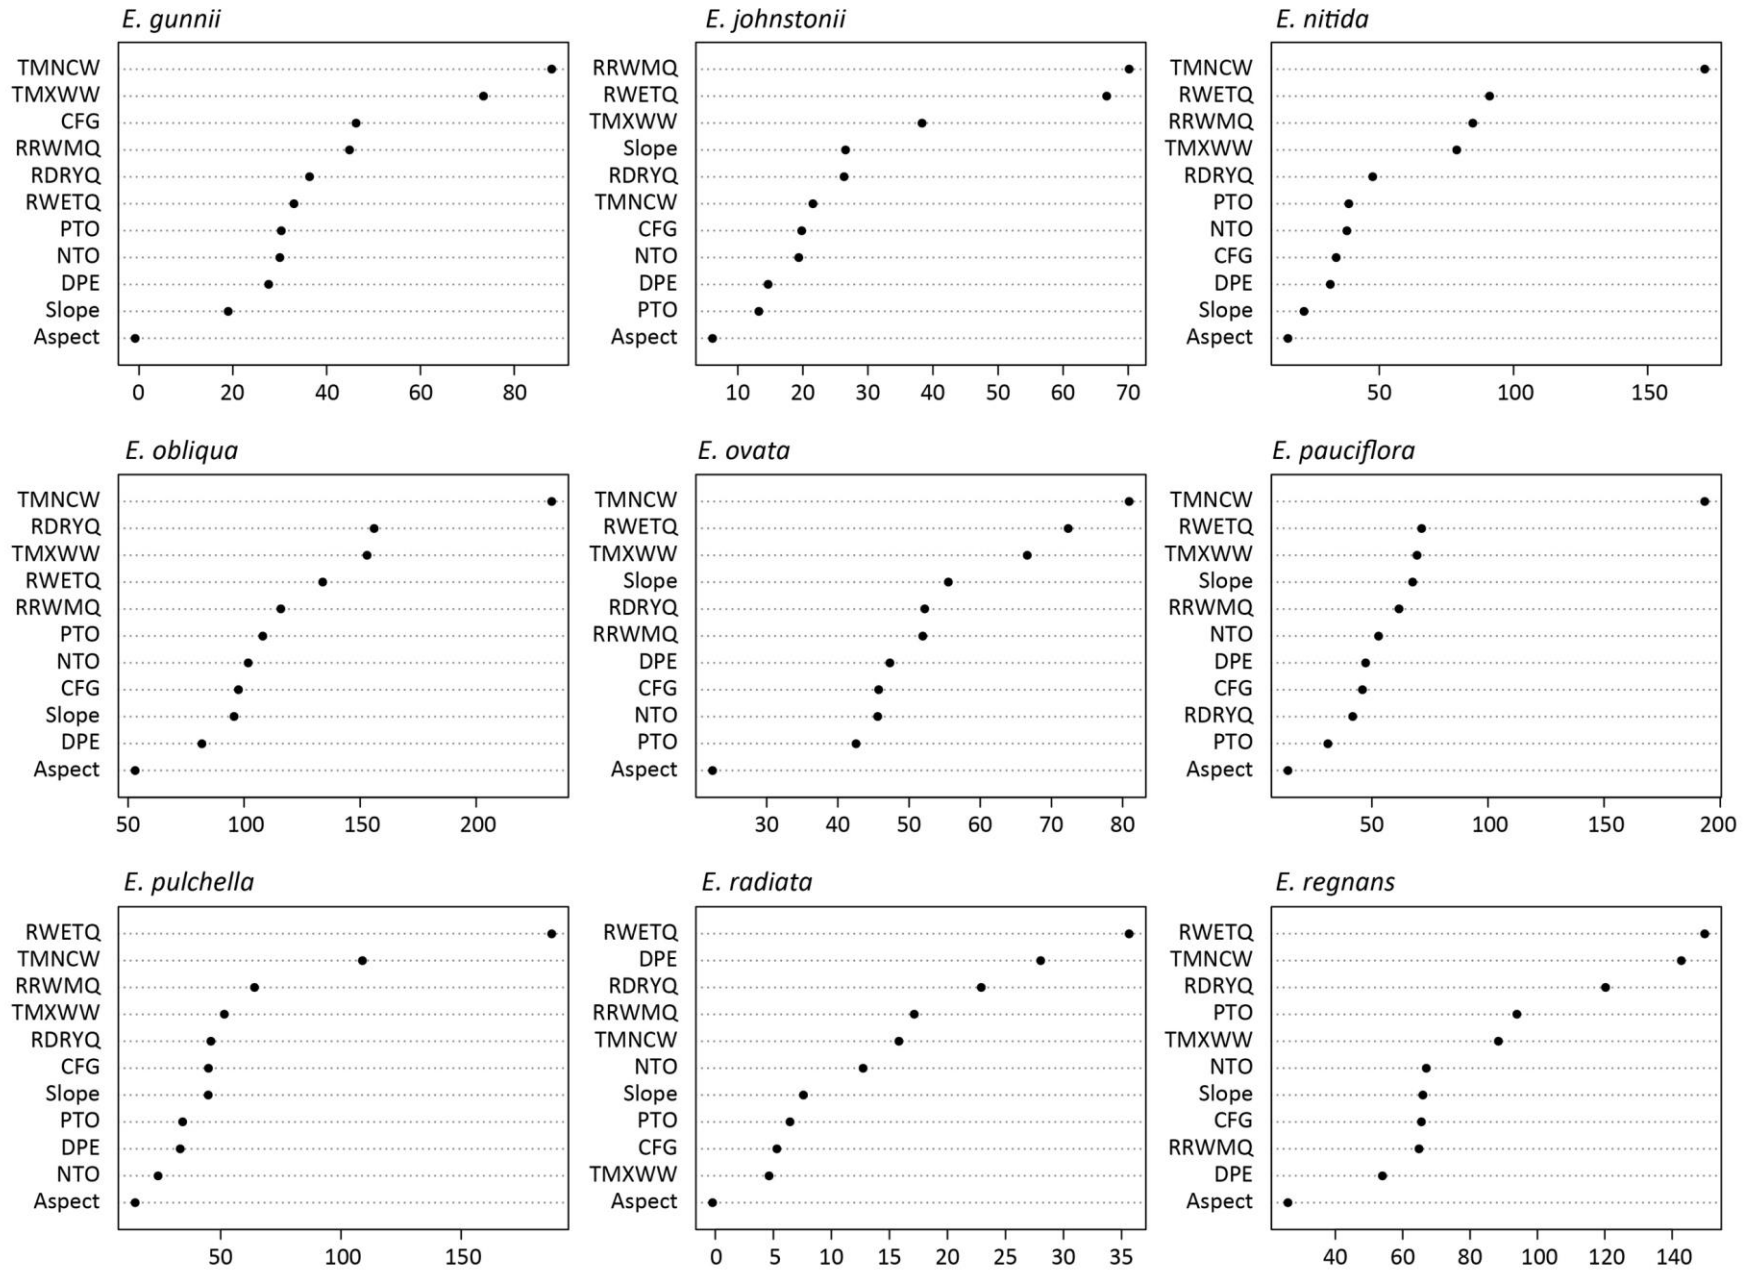 E. gunnii
TMNCW
TMXWW
CFG
RRWMQ
RDRYQ
RWETQ
PTO
NTO
DPE
Slope
Aspect
0 20 40 60 80
E. johnstonii
RRWMQ
RWETQ
TMXWW
Slope
RDRYQ
TMNCW
CFG
NTO
DPE
PTO
Aspect
10 20 30 40 50 60 70
E. nitida
TMNCW
RWETQ
RRWMQ
TMXWW
RDRYQ
PTO
NTO
CFG
DPE
Slope
Aspect
50 100 150
E. obliqua
TMNCW
RDRYQ
TMXWW
RWETQ
RRWMQ
PTO
NTO
CFG
Slope
DPE
Aspect
50 100 150 200
E. ovata
TMNCW
RWETQ
TMXWW
Slope
RDRYQ
RRWMQ
DPE
CFG
NTO
PTO
Aspect
30 40 50 60 70 80
E. pauciflora
TMNCW
RWETQ
TMXWW
Slope
RRWMQ
NTO
DPE
CFG
RDRYQ
PTO
Aspect
50 100 150 200
E. pulchella
RWETQ
TMNCW
RRWMQ
TMXWW
RDRYQ
CFG
Slope
PTO
DPE
NTO
Aspect
50 100 150
E. radiata
RWETQ
DPE
RDRYQ
RRWMQ
TMNCW
NTO
Slope
PTO
CFG
TMXWW
Aspect
0 5 10 15 20 25 30 35
E. regnans
RWETQ
TMNCW
RDRYQ
PTO
TMXWW
NTO
Slope
CFG
RRWMQ
DPE
Aspect
40 60 80 100 120 140